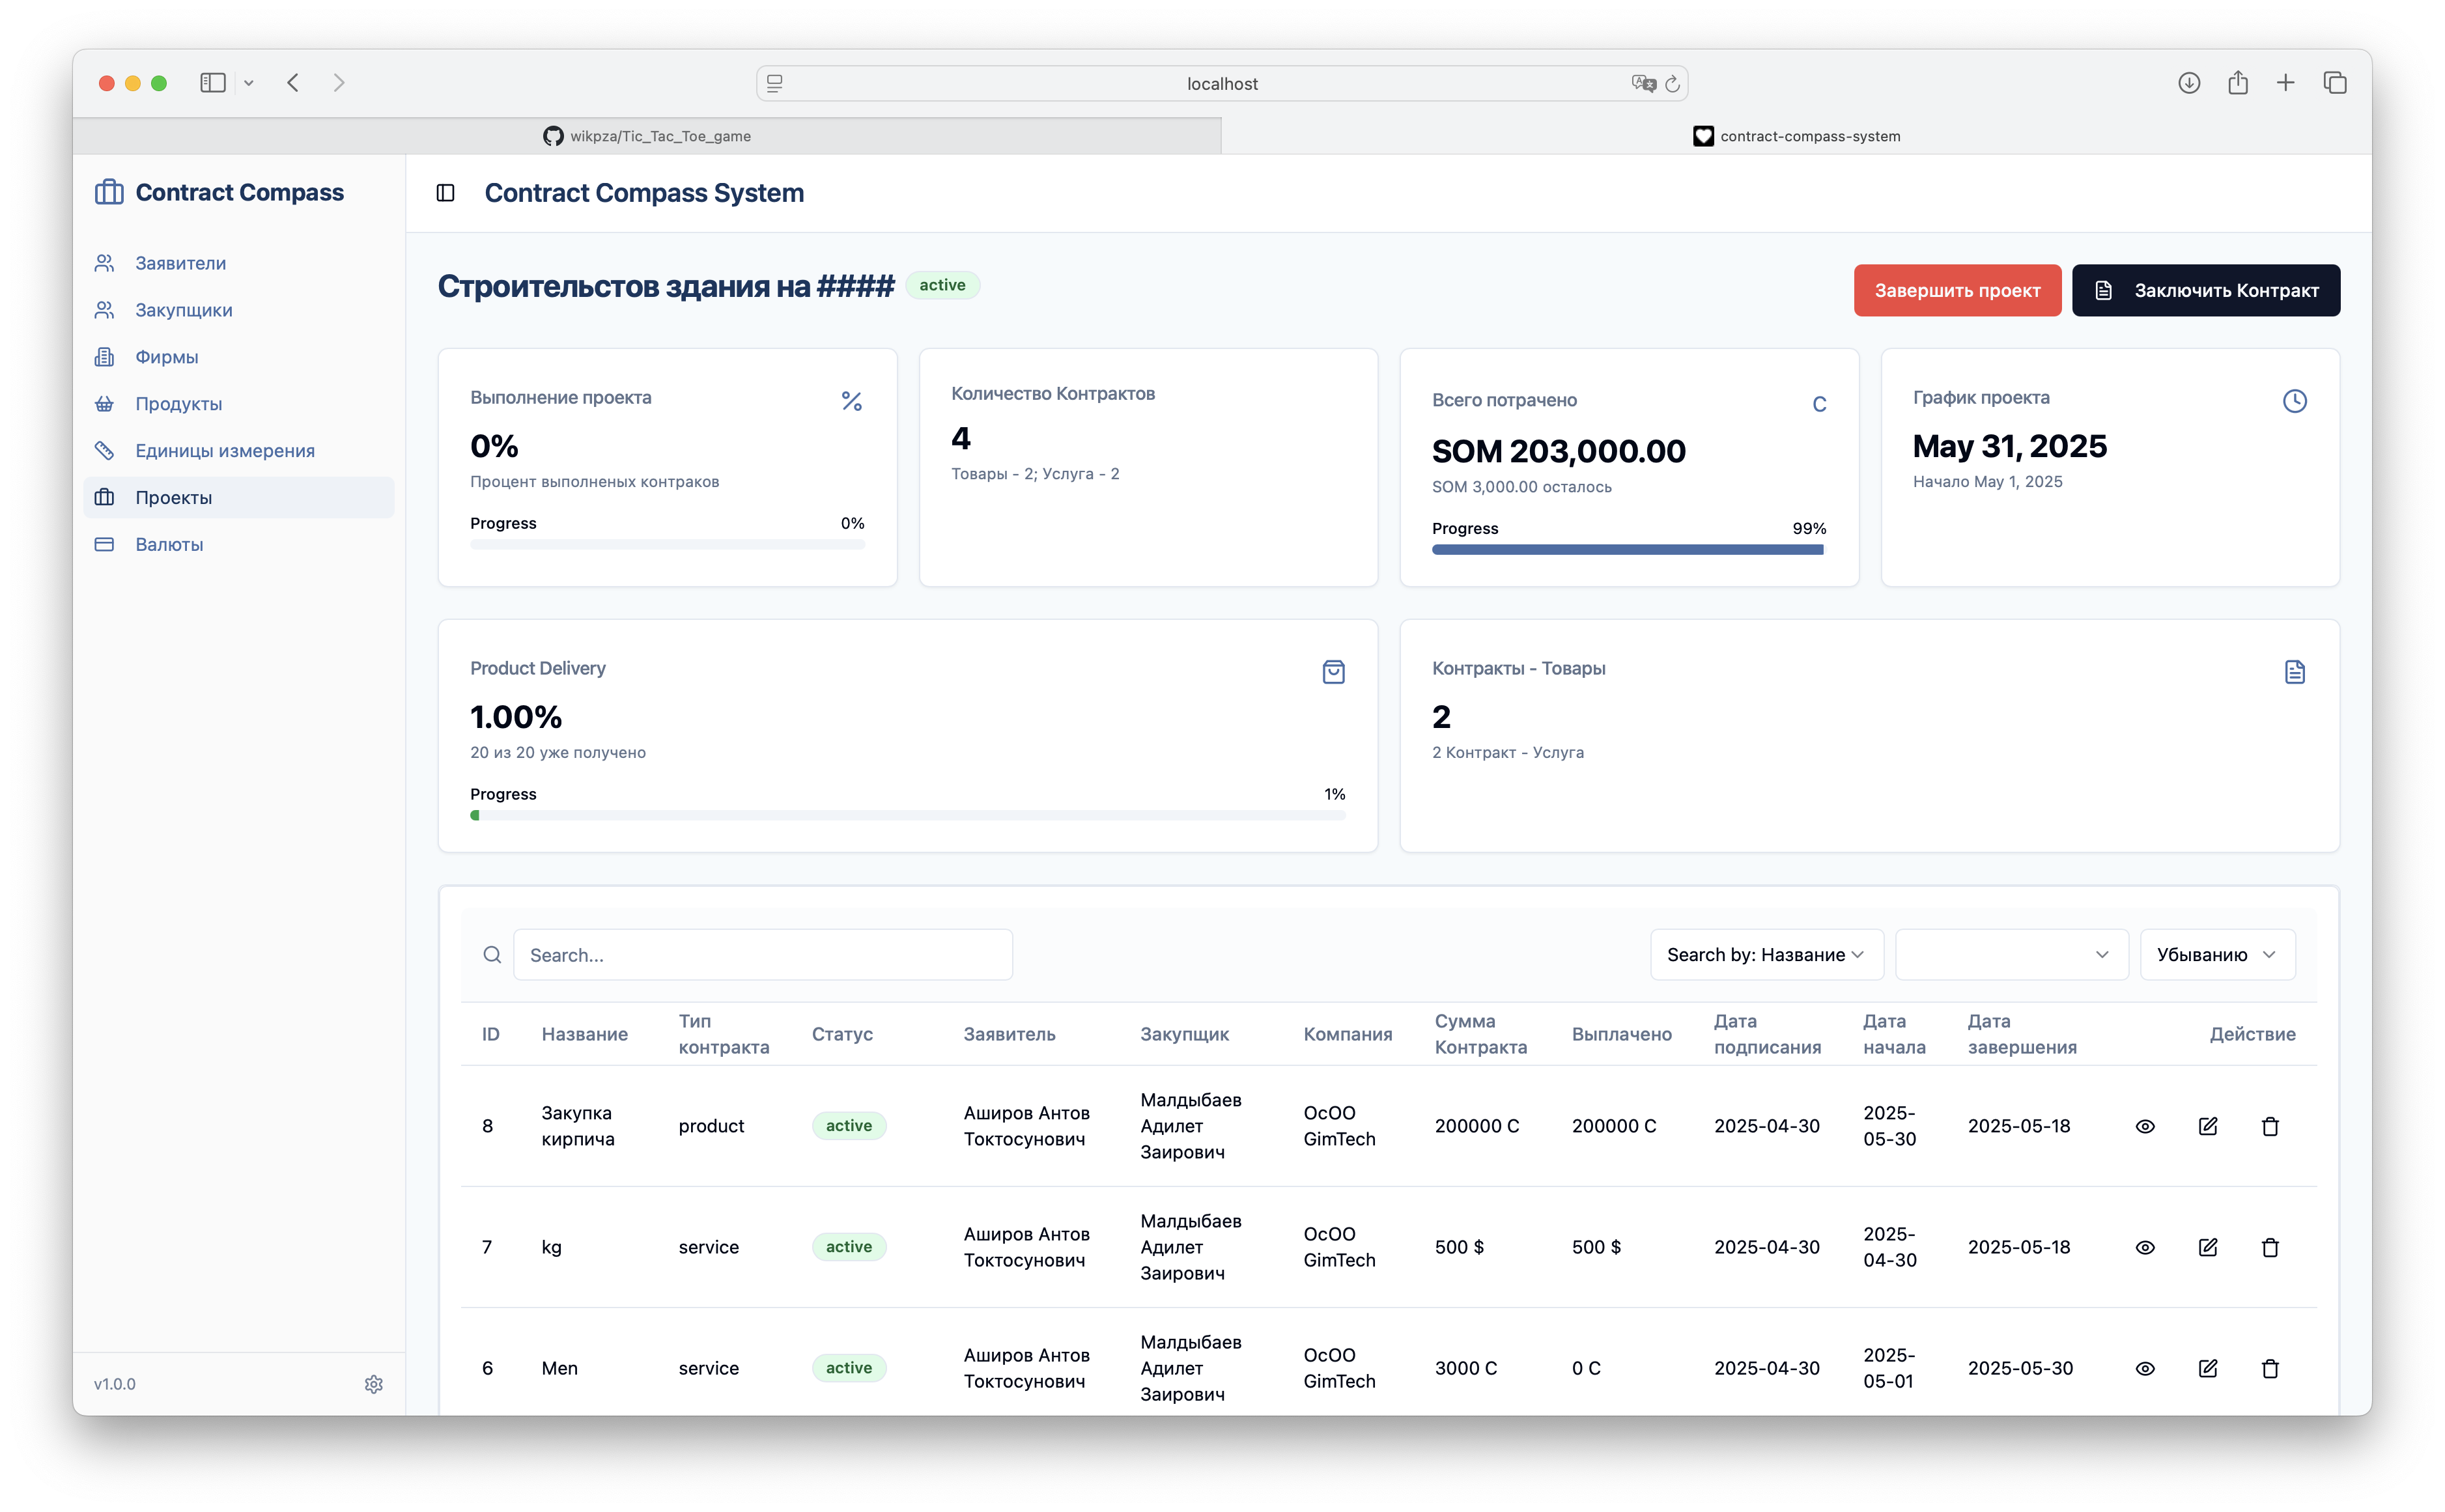 localhost
wikpza/Tic_Tac_Toe_game
contract-compass-system
Contract Compass
Contract Compass System
Заявители
Закупщики
Фирмы
Продукты
Единицы измерения
Проекты
Валюты
v1.0.0
Строительстов здания на ####
active
Завершить проект
Заключить Контракт
Выполнение проекта
0%
Процент выполненых контраков
Progress 0%
Количество Контрактов
4
Товары - 2; Услуга - 2
Всего потрачено
С
SOM 203,000.00
SOM 3,000.00 осталось
Progress 99%
График проекта
May 31, 2025
Начало May 1, 2025
Product Delivery
1.00%
20 из 20 уже получено
Progress 1%
Контракты - Товары
2
2 Контракт - Услуга
Search...
Search by: Название
Убыванию
ID
Название
Тип
контракта
Статус
Заявитель
Закупщик
Компания
Сумма
Контракта
Выплачено
Дата
подписания
Дата
начала
Дата
завершения
Действие
8
Закупка
кирпича
product
active
Аширов Антов
Токтосунович
Малдыбаев
Адилет
Заирович
ОсОО
GimTech
200000 С
200000 С
2025-04-30
2025-
05-30
2025-05-18
7
kg
service
active
Аширов Антов
Токтосунович
Малдыбаев
Адилет
Заирович
ОсОО
GimTech
500 $
500 $
2025-04-30
2025-
04-30
2025-05-18
6
Men
service
active
Аширов Антов
Токтосунович
Малдыбаев
Адилет
Заирович
ОсОО
GimTech
3000 С
0 С
2025-04-30
2025-
05-01
2025-05-30